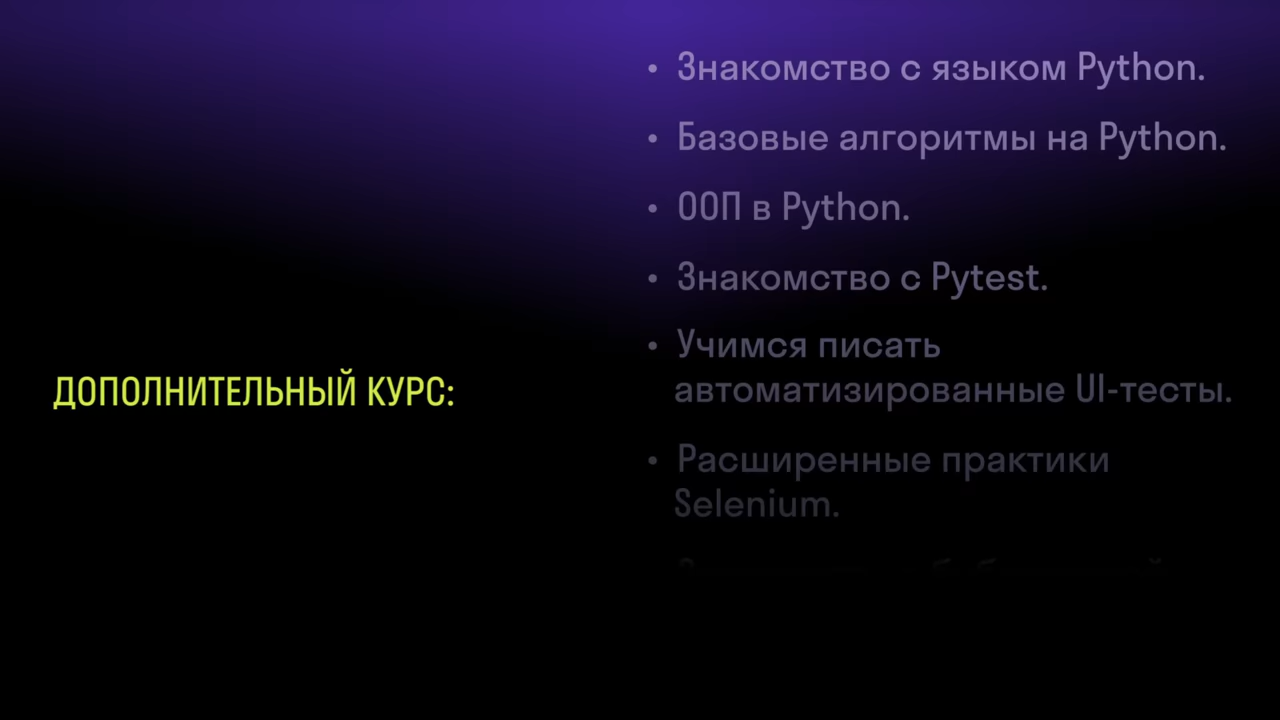 ДОПОЛНИТЕЛЬНЫЙ КУРС:
• Знакомство с языком Python.
• Базовые алгоритмы на Python.
• ООП в Python.
• Знакомство с Pytest.
• Учимся писать
автоматизированные UI-тесты.
• Расширенные практики
Selenium.